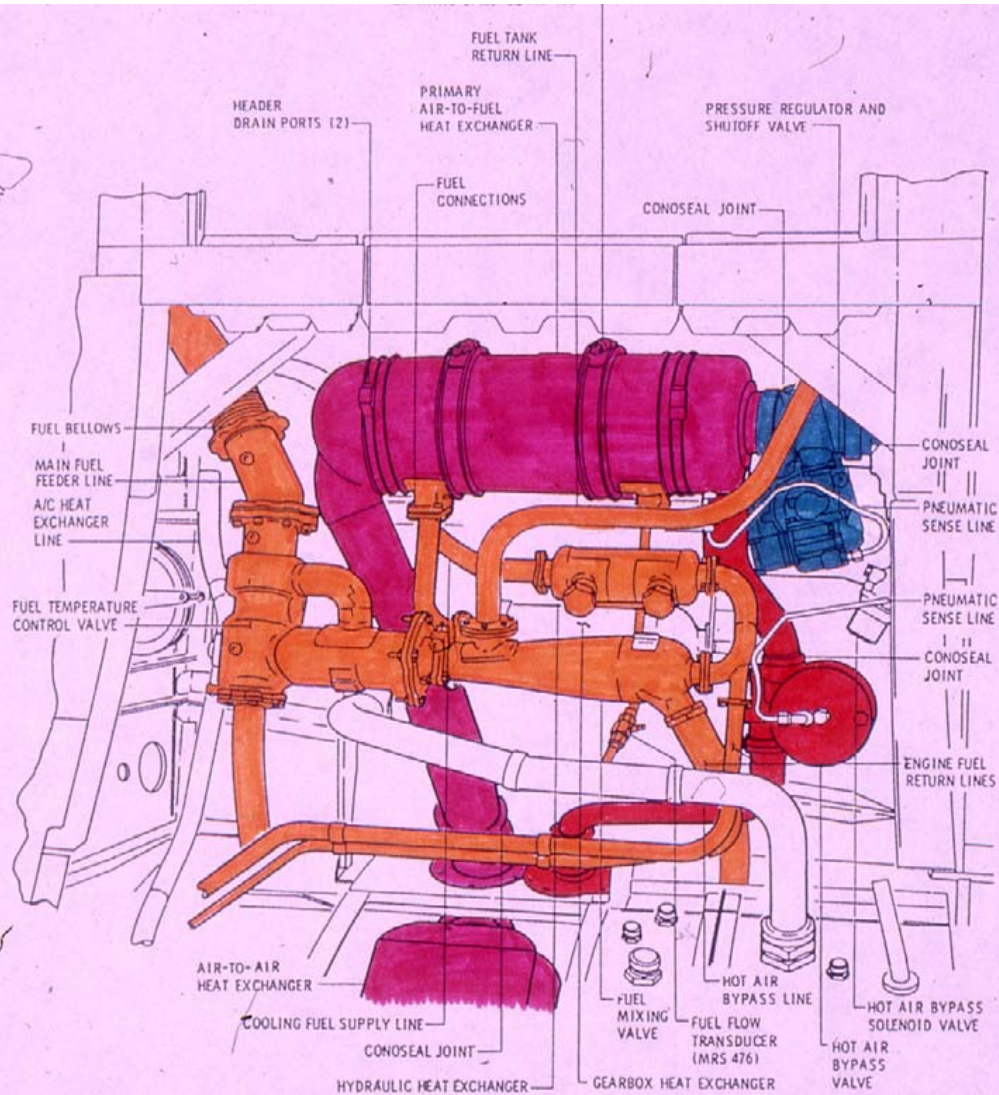 FUEL TANK
RETURN LINE
PRIMARY
AIR-TO-FUEL
HEAT EXCHANGER
HEADER
DRAIN PORTS (2)
PRESSURE REGULATOR AND
SHUTOFF VALVE
FUEL
CONNECTIONS
CONOSEAL JOINT
FUEL BELLOWS
MAIN FUEL
FEEDER LINE
A/C HEAT
EXCHANGER
LINE
FUEL TEMPERATURE
CONTROL VALVE
CONOSEAL
JOINT
PNEUMATIC
SENSE LINE
PNEUMATIC
SENSE LINE
CONOSEAL
JOINT
ENGINE FUEL
RETURN LINES
AIR-TO-AIR
HEAT EXCHANGER
COOLING FUEL SUPPLY LINE
CONOSEAL JOINT
HYDRAULIC HEAT EXCHANGER
FUEL
MIXING
VALVE
GEARBOX HEAT EXCHANGER
FUEL FLOW
TRANSDUCER
(MRS 476)
HOT AIR
BYPASS LINE
HOT AIR BYPASS
SOLENOID VALVE
HOT AIR
BYPASS
VALVE